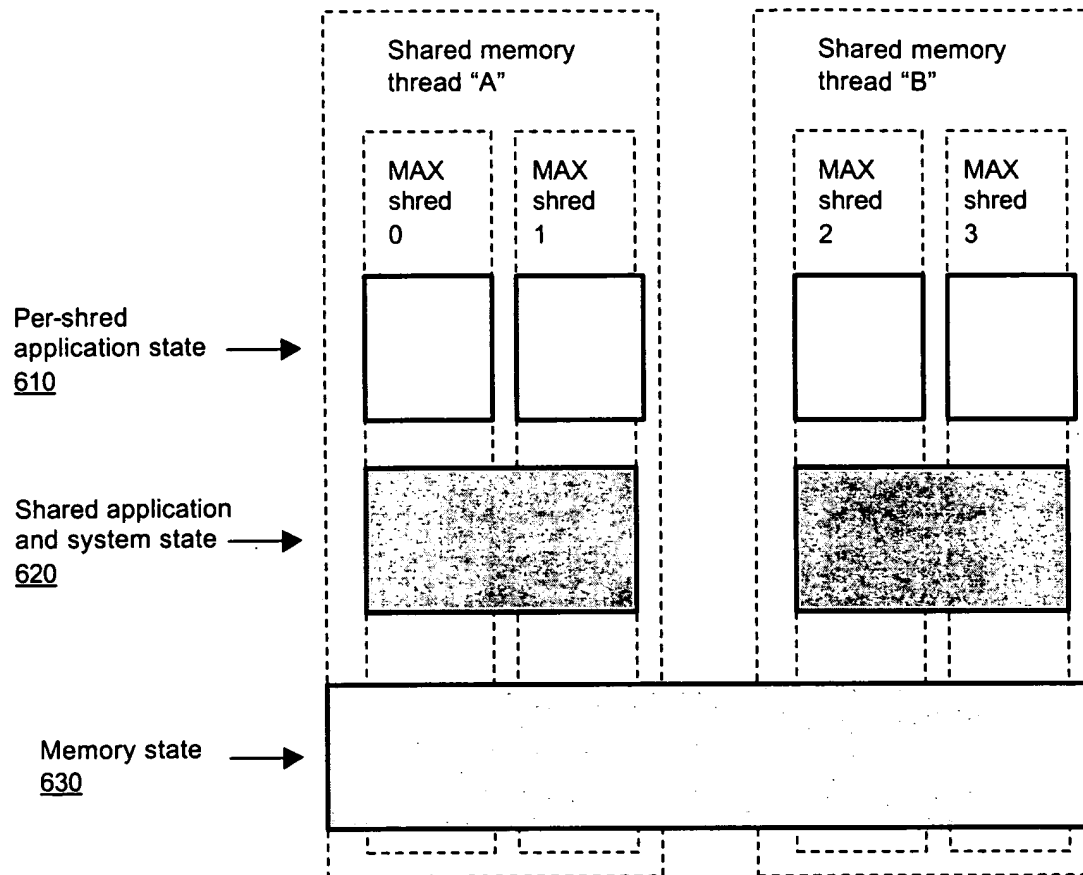 Shared memory
thread “A”
Shared memory
thread “B”
MAX
shred
0
MAX
shred
1
MAX
shred
2
MAX
shred
3
Per-shred
application state
610
Shared application
and system state
620
Memory state
630